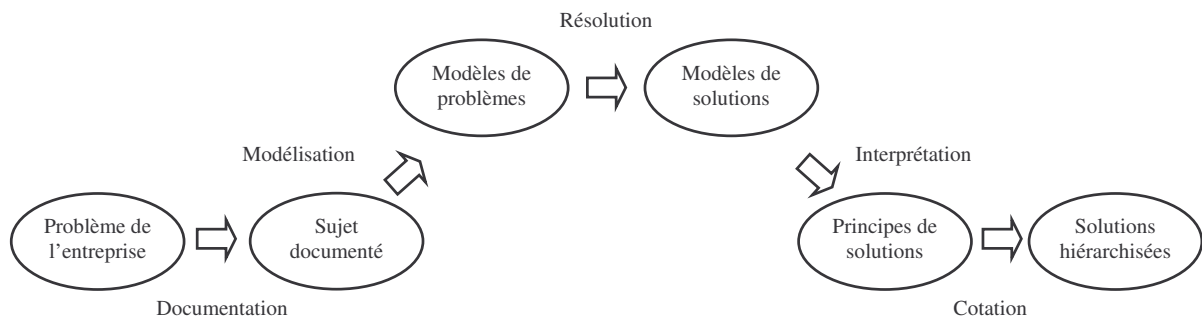 Résolution
Modèles de
problèmes
Modèles de
solutions
Modélisation
Interprétation
Problème de
l’entreprise
Sujet
documenté
Principes de
solutions
Solutions
hiérarchisées
Documentation
Cotation